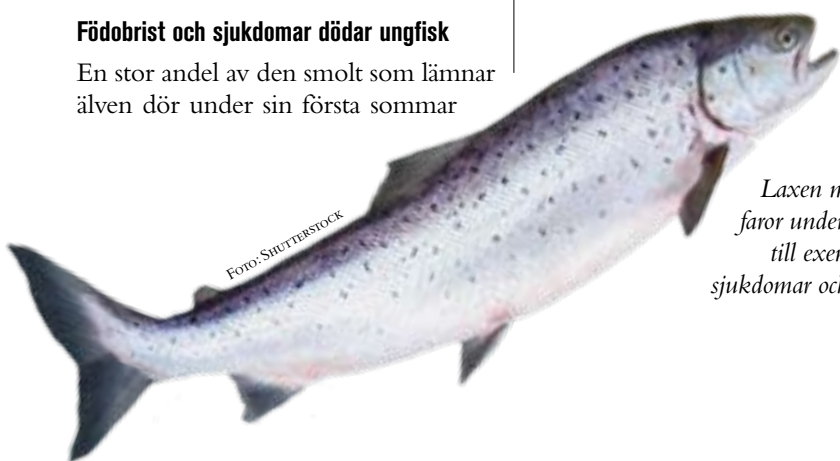 Födobrist och sjukdomar dödar ungfisk
En stor andel av den smolt som lämnar
älven dör under sin första sommar
Foto: Shutterstock
Laxen
faror under
till
sjukdomar